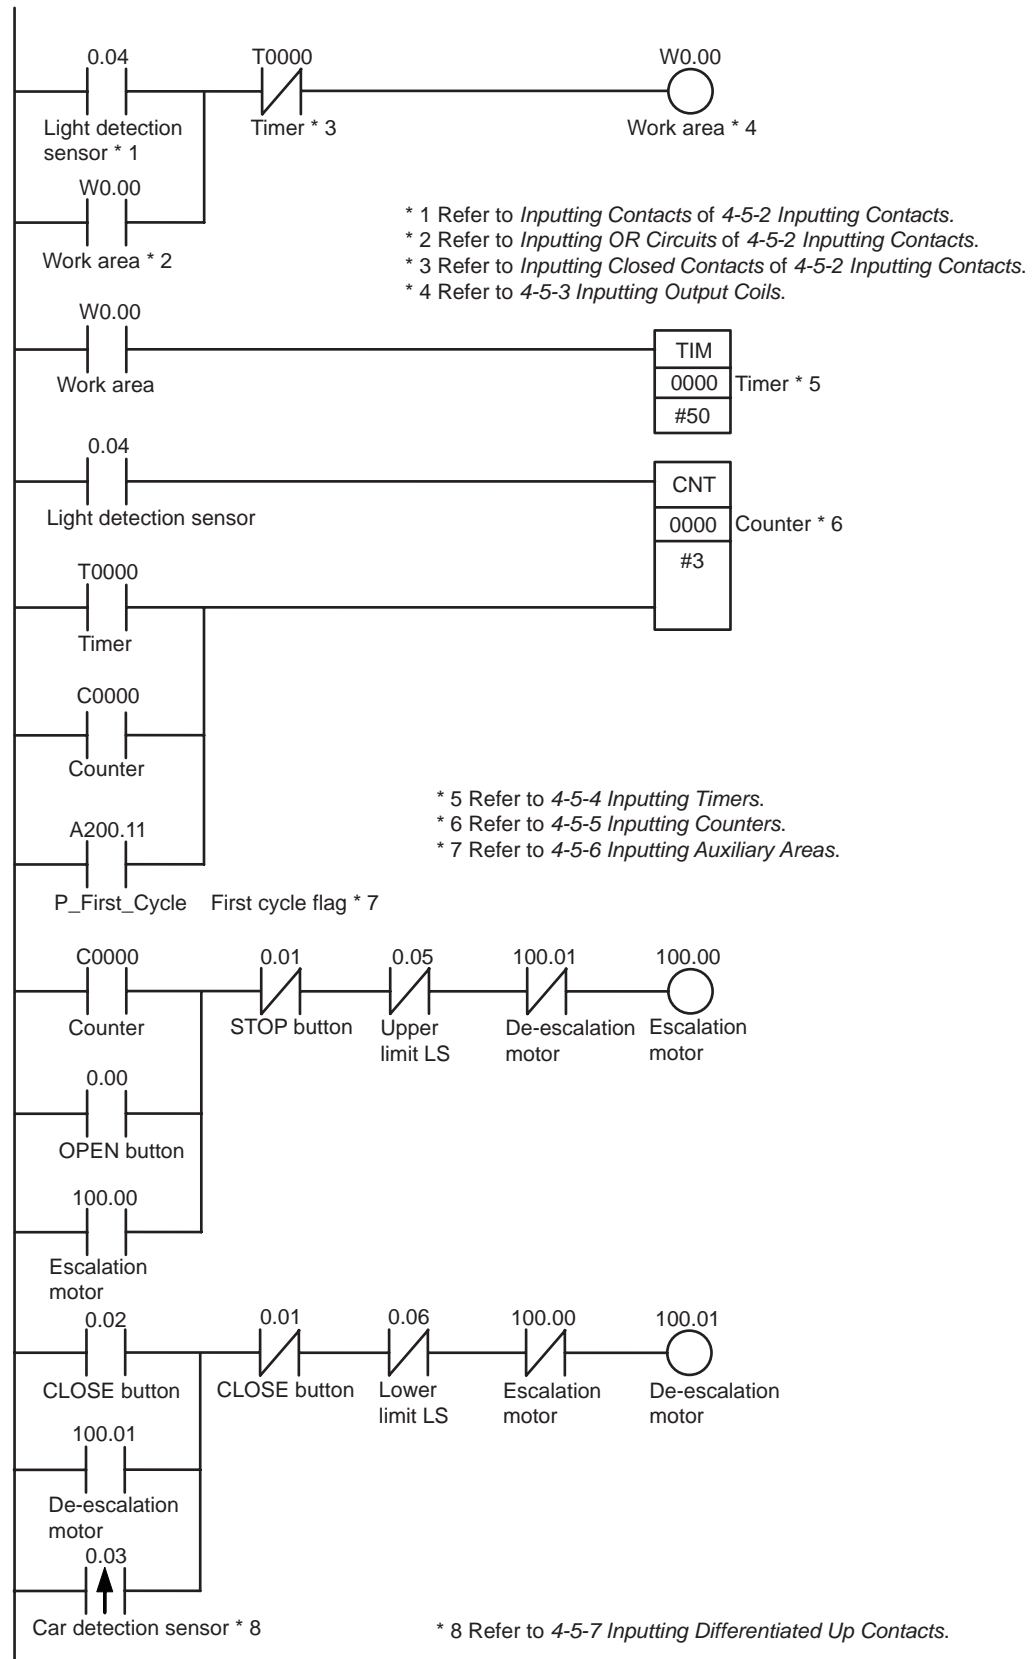 0.04 T0000 W0.00
Light detection Timer * 3 Work area * 4
sensor * 1
W0.00
Work area * 2
* 1 Refer to Inputting Contacts of 4-5-2 Inputting Contacts.
* 2 Refer to Inputting OR Circuits of 4-5-2 Inputting Contacts.
* 3 Refer to Inputting Closed Contacts of 4-5-2 Inputting Contacts.
* 4 Refer to 4-5-3 Inputting Output Coils.
W0.00
Work area
TIM
0000 Timer * 5
#50
0.04
Light detection sensor
CNT
0000 Counter * 6
#3
T0000
Timer
C0000
Counter
* 5 Refer to 4-5-4 Inputting Timers.
* 6 Refer to 4-5-5 Inputting Counters.
* 7 Refer to 4-5-6 Inputting Auxiliary Areas.
A200.11
P_First_Cycle First cycle flag * 7
C0000 0.01 0.05 100.01 100.00
Counter STOP button Upper De-escalation Escalation
limit LS motor motor
0.00
OPEN button
100.00
Escalation
motor
0.02 0.01 0.06 100.00 100.01
CLOSE button CLOSE button Lower Escalation De-escalation
limit LS motor motor
100.01
De-escalation
motor
0.03
Car detection sensor * 8
* 8 Refer to 4-5-7 Inputting Differentiated Up Contacts.